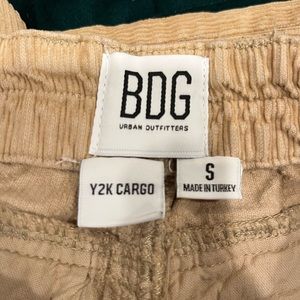 BDG
URBAN OUTFITTERS
Y2K CARGO
S
MADE IN TURKEY